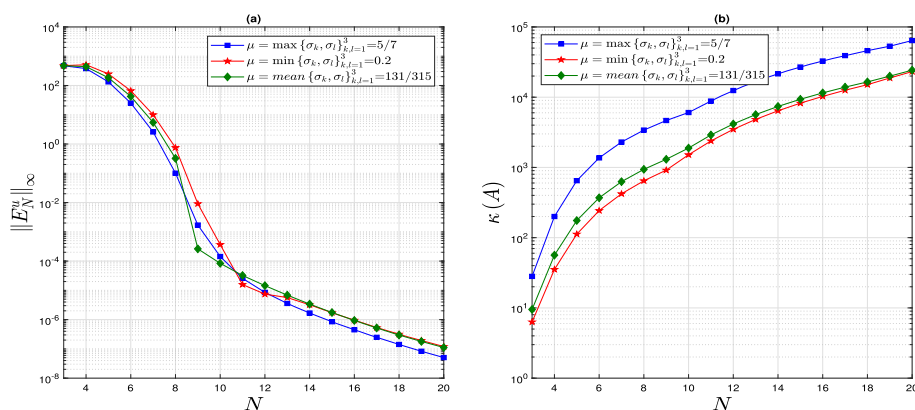 (a)
10^4
10^2
10^0
10^-2
10^-4
10^-6
10^-8
4 6 8 10 12 14 16 18 20
N
‖E_N^u‖_∞
μ = max {σ_k, σ_l}^3_{k,l=1}=5/7
μ = min {σ_k, σ_l}^3_{k,l=1}=0.2
μ = mean {σ_k, σ_l}^3_{k,l=1}=131/315
(b)
10^5
10^4
10^3
10^2
10^1
10^0
4 6 8 10 12 14 16 18 20
N
κ (A)
μ = max {σ_k, σ_l}^3_{k,l=1}=5/7
μ = min {σ_k, σ_l}^3_{k,l=1}=0.2
μ = mean {σ_k, σ_l}^3_{k,l=1}=131/315